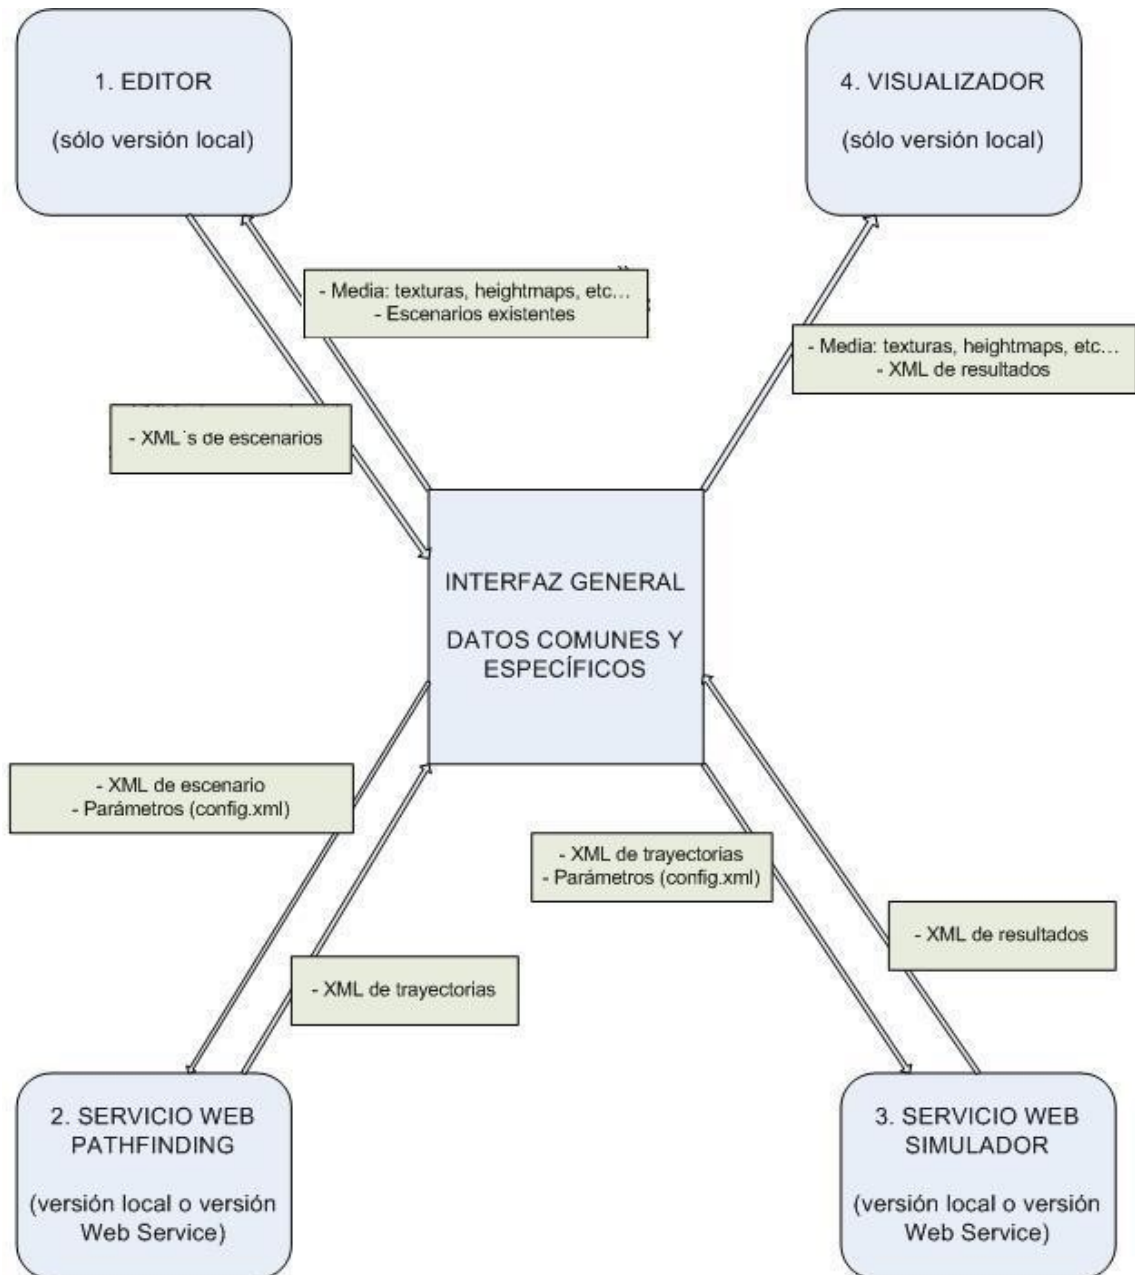 1. EDITOR
(sólo versión local)
4. VISUALIZADOR
(sólo versión local)
- Media: texturas, heightmaps, etc…
- Escenarios existentes
- Media: texturas, heightmaps, etc…
- XML de resultados
- XML´s de escenarios
INTERFAZ GENERAL
DATOS COMUNES Y
ESPECÍFICOS
- XML de escenario
- Parámetros (config.xml)
- XML de trayectorias
- Parámetros (config.xml)
- XML de resultados
- XML de trayectorias
2. SERVICIO WEB
PATHFINDING
(versión local o versión
Web Service)
3. SERVICIO WEB
SIMULADOR
(versión local o versión
Web Service)